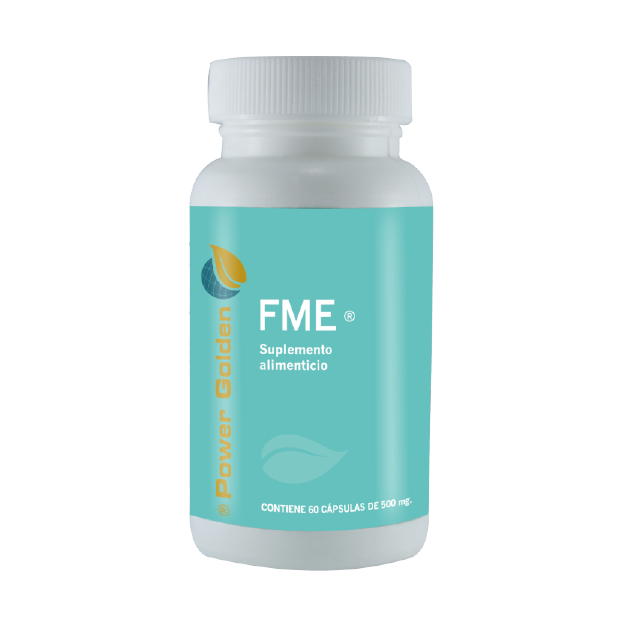 ® Power Golden
FME ®
Suplemento
alimenticio
CONTIENE 60 CÁPSULAS DE 500 mg.